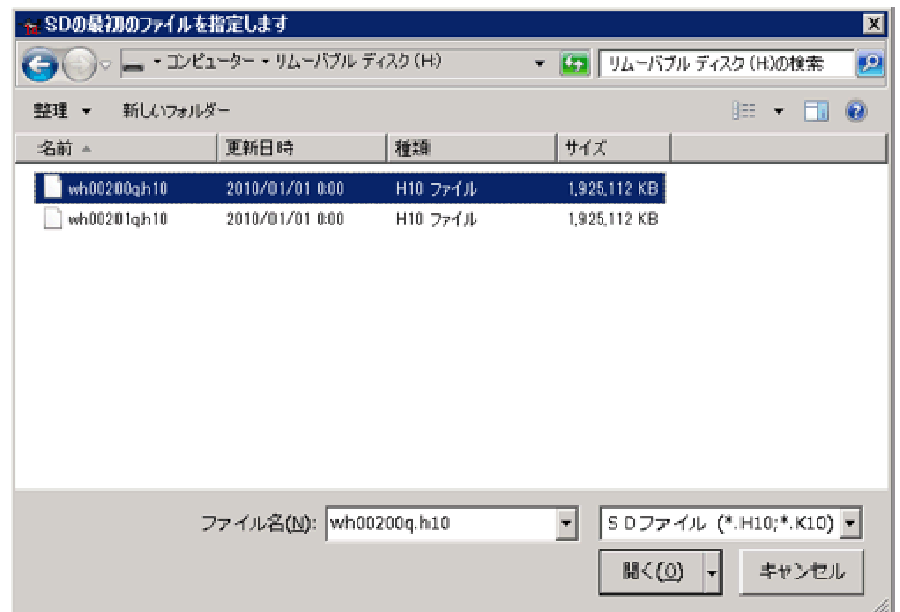 SDの最初のファイルを指定します
コンピューター リムーバブル ディスク (H:)
リムーバブル ディスク (H:)の検索
整理 新しいフォルダー
名前 更新日時 種類 サイズ
wh00200q.h10 2010/01/01 0:00 H10 ファイル 1,925,112 KB
wh00201q.h10 2010/01/01 0:00 H10 ファイル 1,925,112 KB
ファイル名(N): wh00200q.h10
ＳＤファイル (*.H10;*.K10)
開く(O) キャンセル